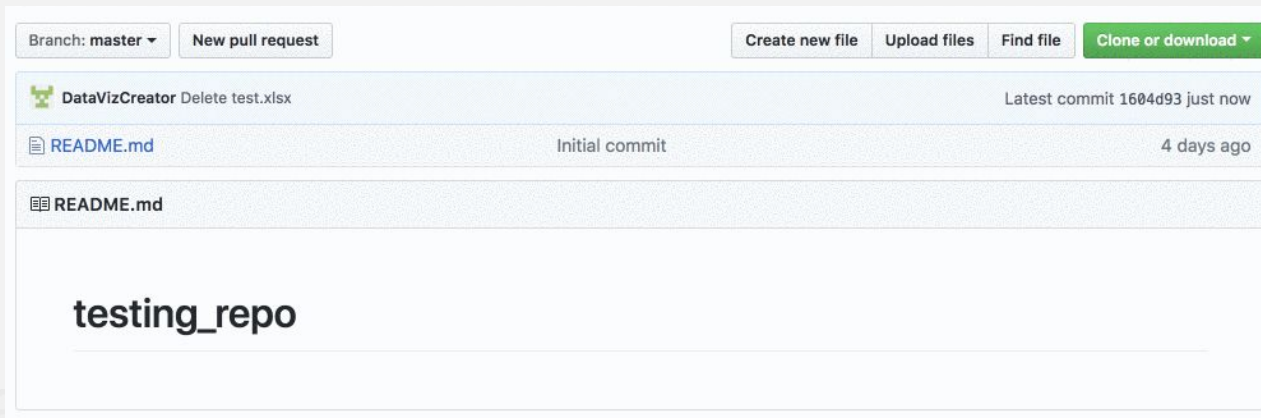 Branch: master New pull request Create new file Upload files Find file Clone or download
DataVizCreator Delete test.xlsx Latest commit 1604d93 just now
README.md Initial commit 4 days ago
README.md
testing_repo